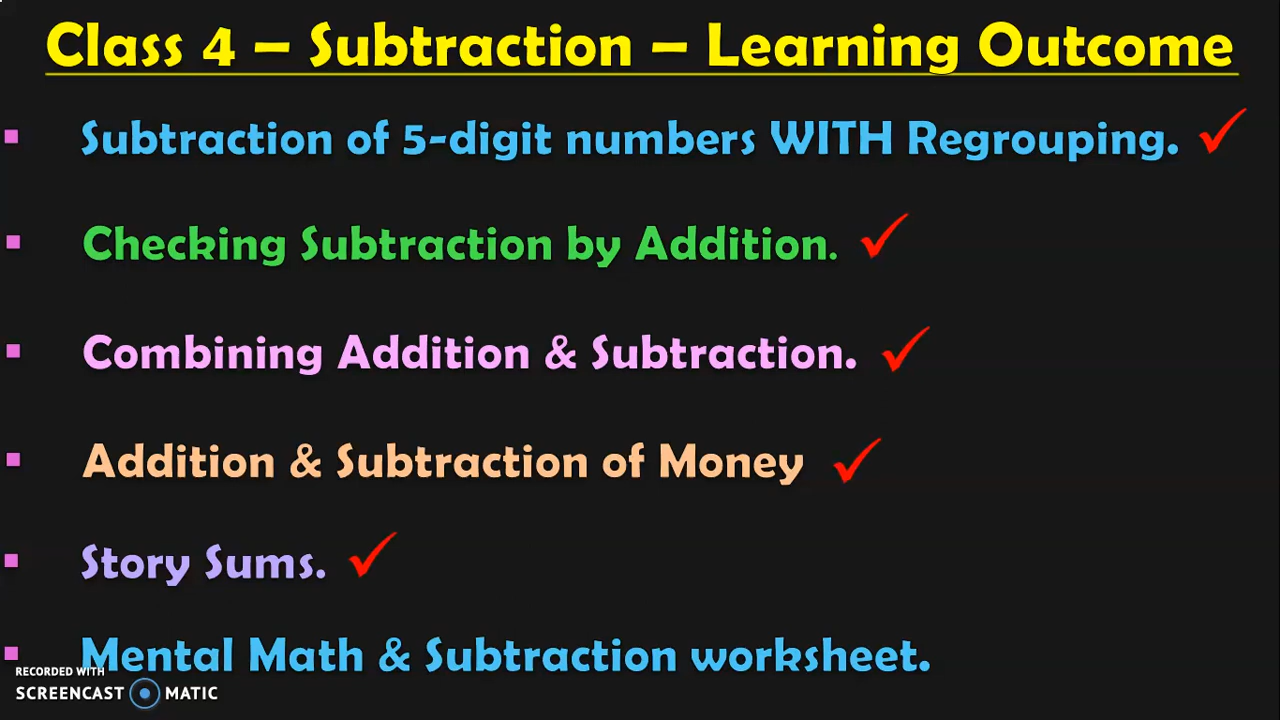 Class 4 – Subtraction – Learning Outcome
▪ Subtraction of 5-digit numbers WITH Regrouping. ✓
▪ Checking Subtraction by Addition. ✓
▪ Combining Addition & Subtraction. ✓
▪ Addition & Subtraction of Money ✓
▪ Story Sums. ✓
▪ Mental Math & Subtraction worksheet.
RECORDED WITH
SCREENCAST MATIC